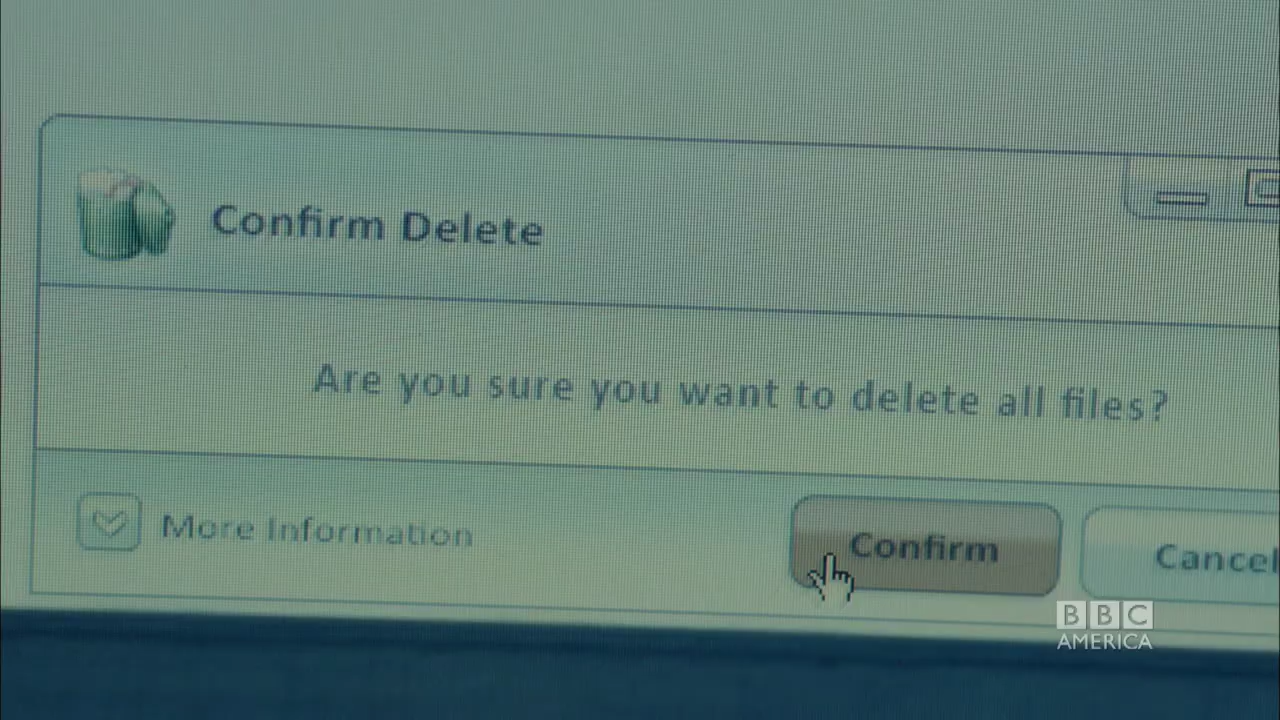 Confirm Delete
Are you sure you want to delete all files?
More Information
Confirm
Cancel
BBC
AMERICA